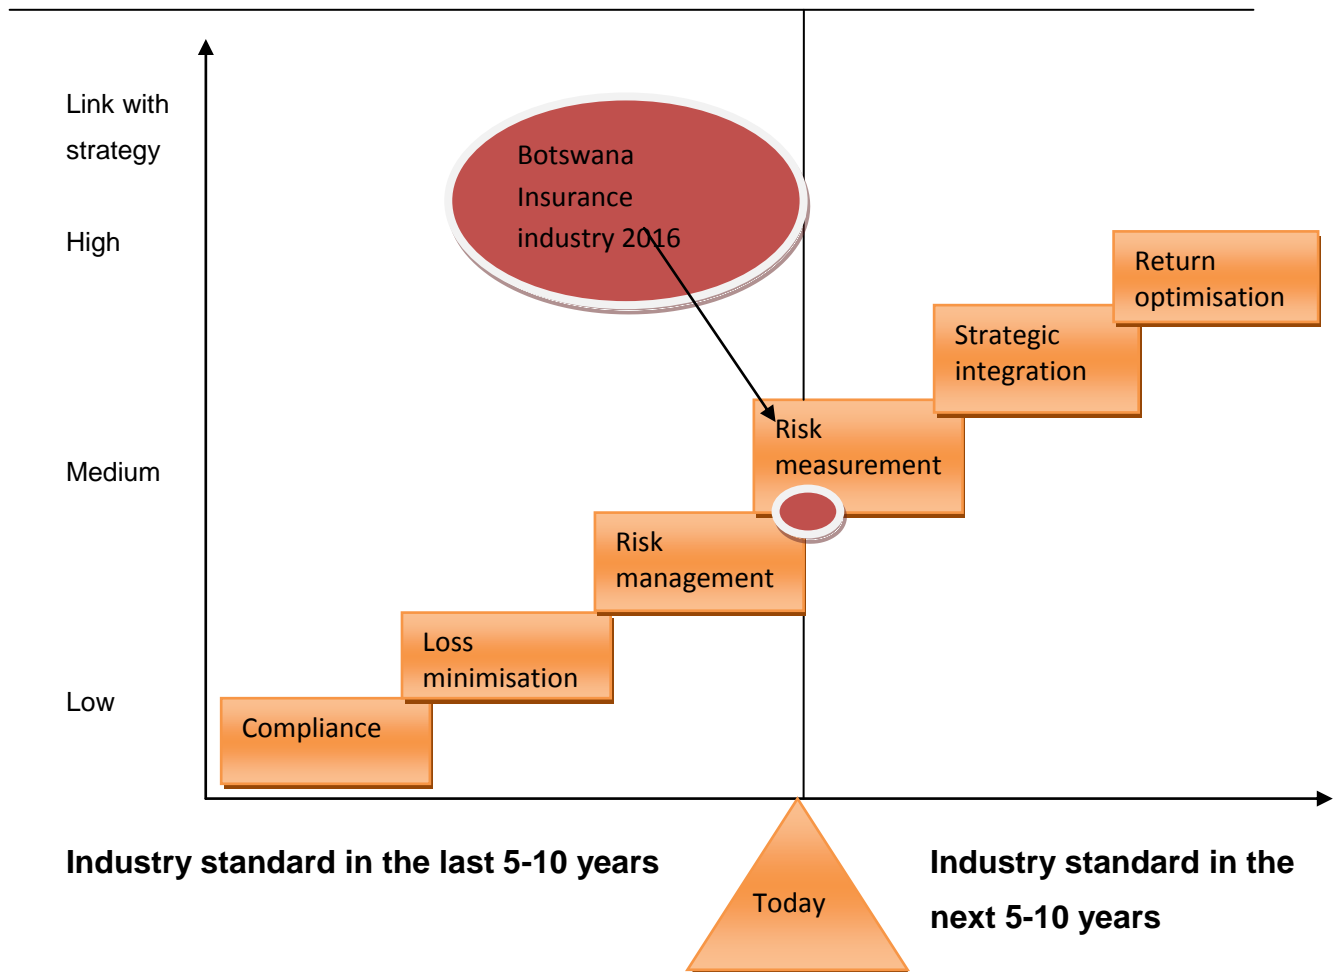 Link with
strategy
High
Medium
Low
Botswana
Insurance
industry 2016
Return
optimisation
Strategic
integration
Risk
measurement
Risk
management
Loss
minimisation
Compliance
Industry standard in the last 5-10 years
Today
Industry standard in the
next 5-10 years